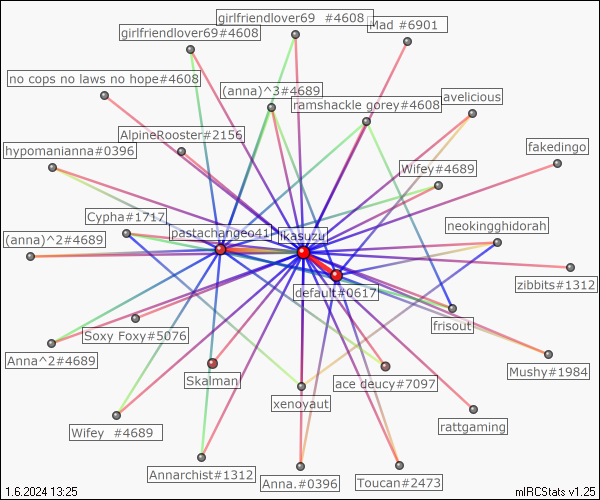 girlfriendlover69  #4608
Mad #6901
girlfriendlover69#4608
no cops no laws no hope#4608
(anna)^3#4689
avelicious
ramshackle gorey#4608
AlpineRooster#2156
hypomanianna#0396
fakedingo
Wifey#4689
Cypha#1717
neokingghidorah
pastachangeo41
ikasuzu
(anna)^2#4689
zibbits#1312
default#0617
frisout
Soxy Foxy#5076
Anna^2#4689
Mushy#1984
Skalman
ace deucy#7097
xenoyaut
rattgaming
Wifey  #4689
Annarchist#1312
Anna.#0396
Toucan#2473
1.6.2024 13:25
mIRCStats v1.25